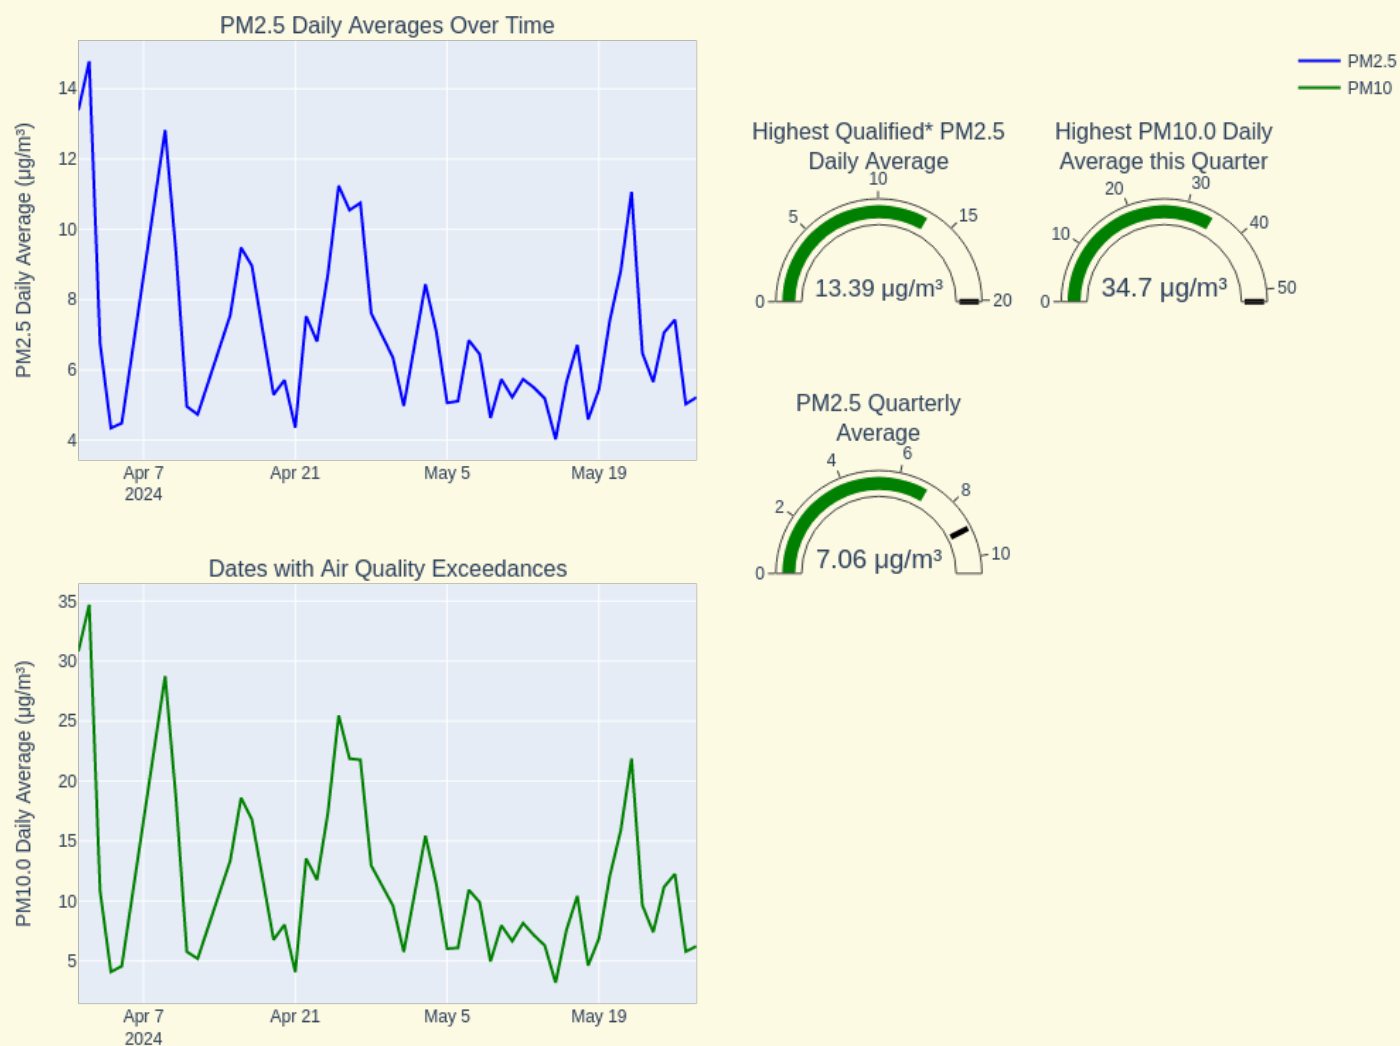 PM2.5 Daily Averages Over Time
PM2.5 Daily Average (μg/m³)
14
12
10
8
6
4
Apr 7
2024
Apr 21
May 5
May 19
Dates with Air Quality Exceedances
PM10.0 Daily Average (μg/m³)
35
30
25
20
15
10
5
Apr 7
2024
Apr 21
May 5
May 19
PM2.5
PM10
Highest Qualified* PM2.5
Daily Average
0
5
10
15
20
13.39 μg/m³
Highest PM10.0 Daily
Average this Quarter
0
10
20
30
40
50
34.7 μg/m³
PM2.5 Quarterly
Average
0
2
4
6
8
10
7.06 μg/m³